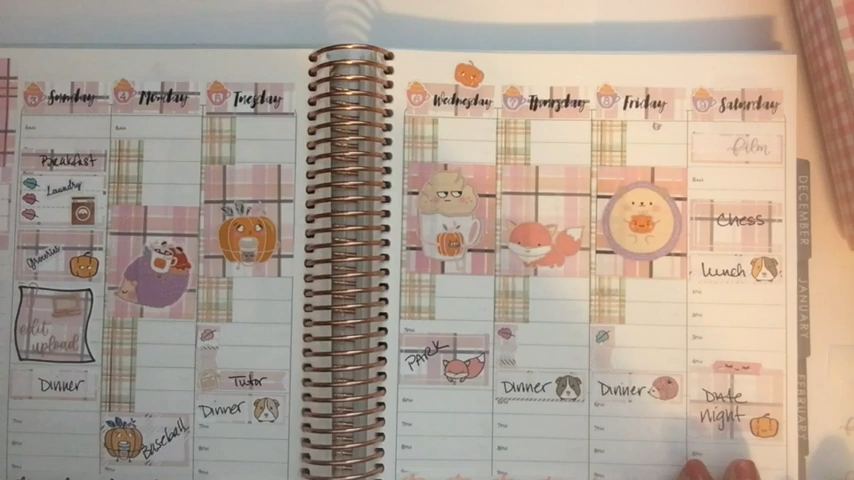 Sunday
Monday
Tuesday
Wednesday
Thursday
Friday
Saturday
Breakfast
Laundry
Groceries
edit
upload
Dinner
Baseball
Tutor
Dinner
PARK
Dinner
Dinner
film
Chess
Lunch
Date
night
DECEMBER
JANUARY
FEBRUARY